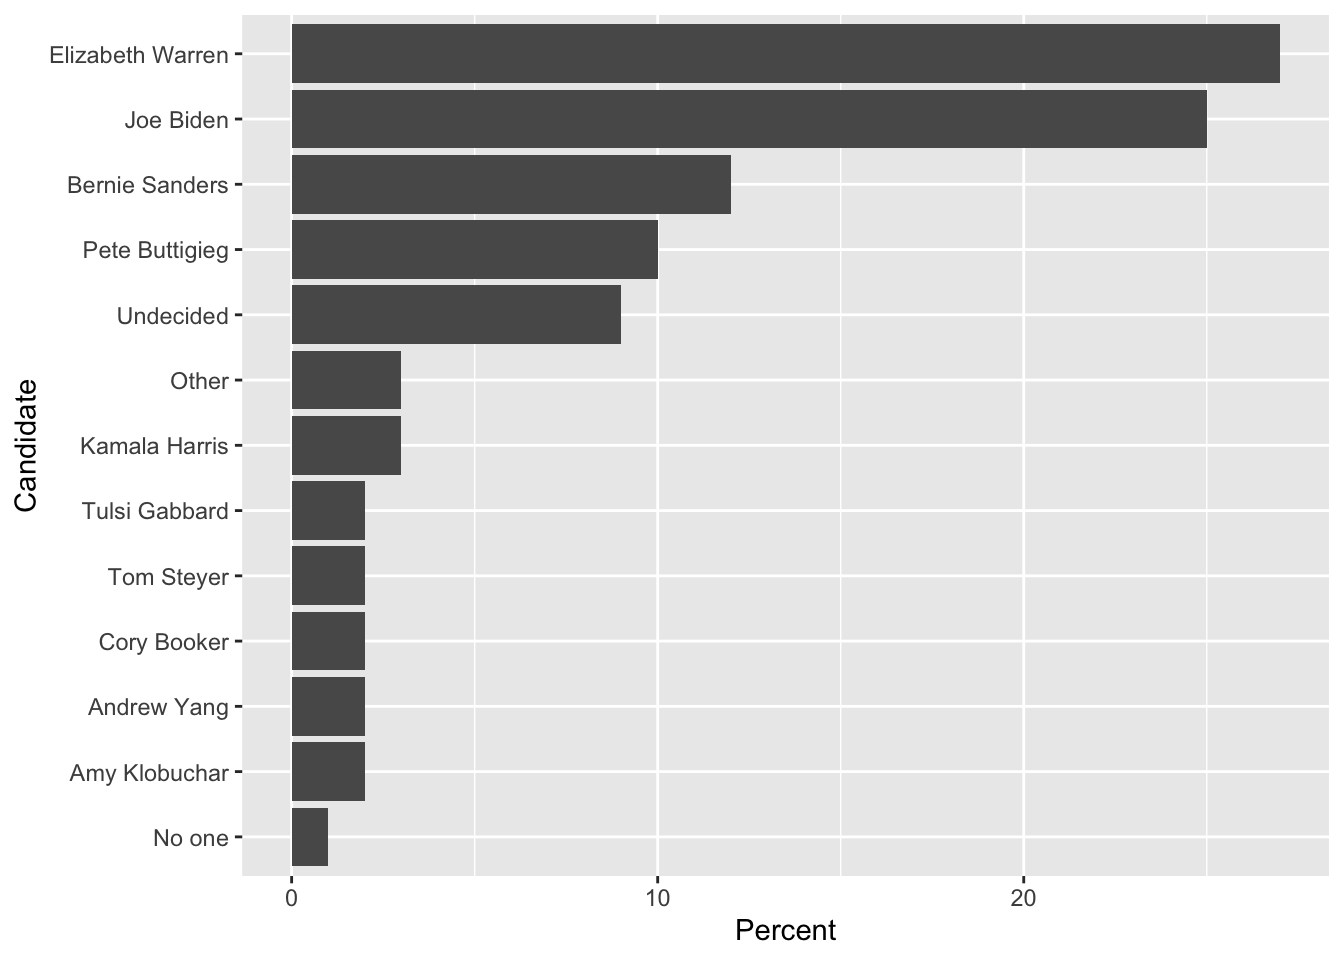 Elizabeth Warren
Joe Biden
Bernie Sanders
Pete Buttigieg
Undecided
Other
Kamala Harris
Tulsi Gabbard
Tom Steyer
Cory Booker
Andrew Yang
Amy Klobuchar
No one
Candidate
0 10 20
Percent